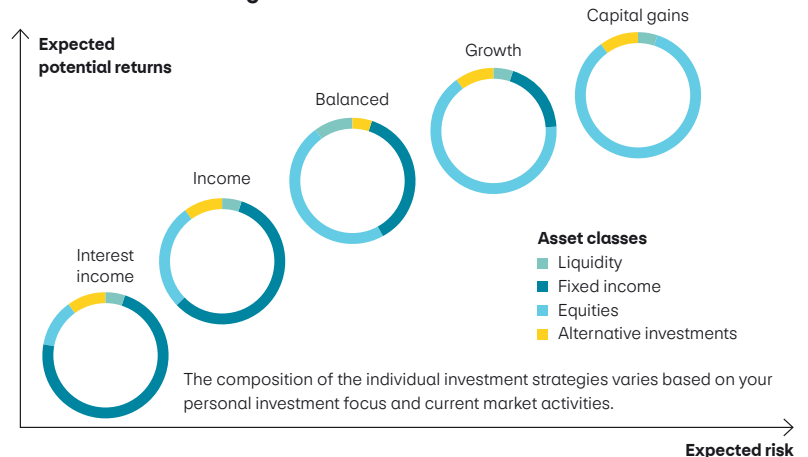 Expected
potential returns
Capital gains
Growth
Balanced
Income
Interest
income
Asset classes
Liquidity
Fixed income
Equities
Alternative investments
The composition of the individual investment strategies varies based on your
personal investment focus and current market activities.
Expected risk